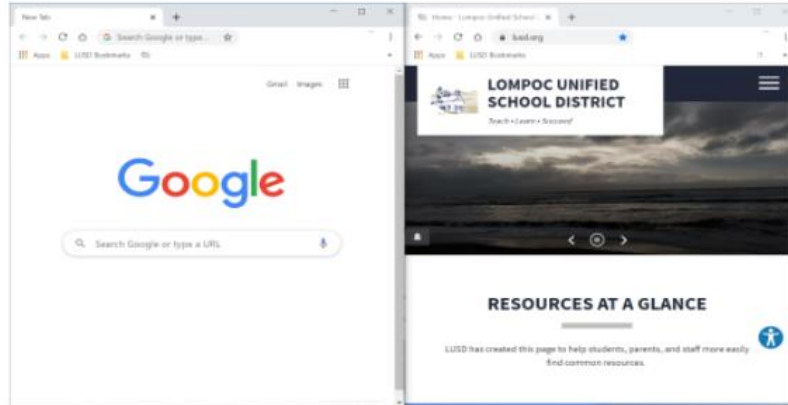 New Tab
Search Google or type...
Apps
LUSD Bookmarks
Gmail Images
Google
Search Google or type a URL
Home - Lompoc Unified School
lusd.org
Apps
LUSD Bookmarks
LOMPOC UNIFIED
SCHOOL DISTRICT
Teach • Learn • Succeed
RESOURCES AT A GLANCE
LUSD has created this page to help students, parents, and staff more easily
find common resources.